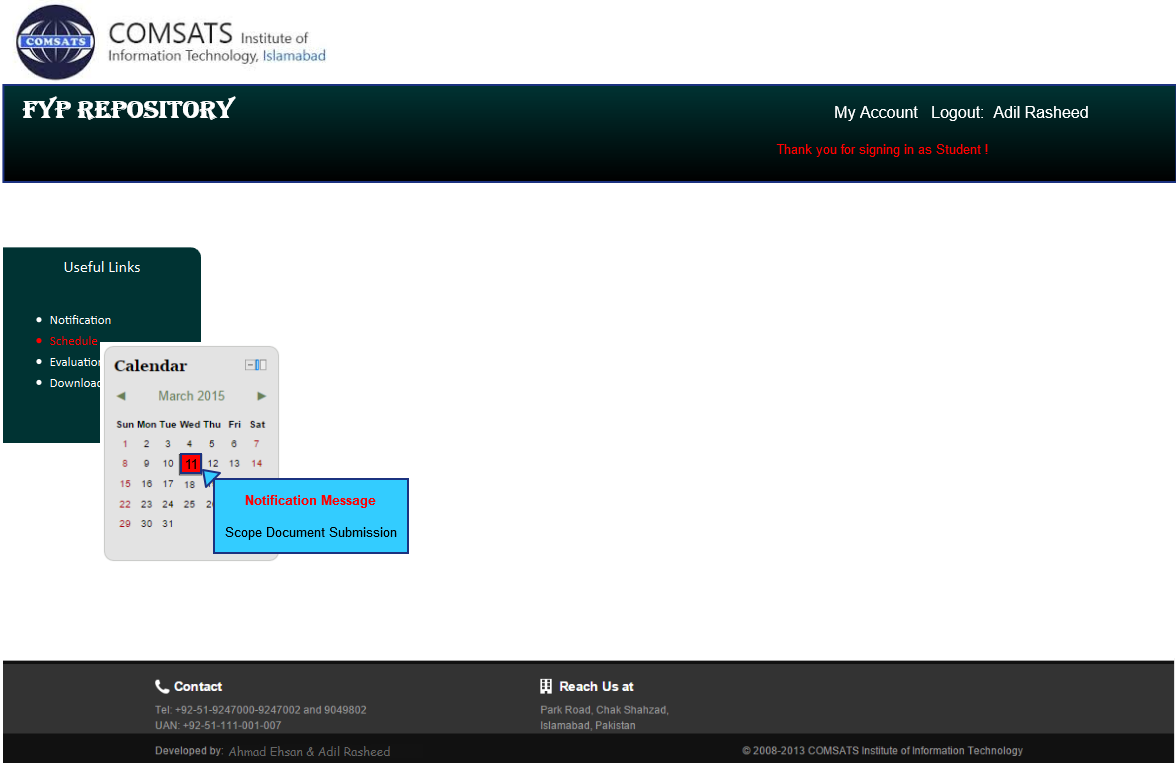 COMSATS
COMSATS Institute of
Information Technology, Islamabad
FYP REPOSITORY
My Account Logout: Adil Rasheed
Thank you for signing in as Student !
Useful Links
Notification
Schedule
Evaluation
Download
Calendar
March 2015
Sun Mon Tue Wed Thu Fri Sat
1 2 3 4 5 6 7
8 9 10 11 12 13 14
15 16 17 18
22 23 24 25
29 30 31
Notification Message
Scope Document Submission
Contact
Tel: +92-51-9247000-9247002 and 9049802
UAN: +92-51-111-001-007
Reach Us at
Park Road, Chak Shahzad,
Islamabad, Pakistan
Developed by: Ahmad Ehsan & Adil Rasheed
© 2008-2013 COMSATS Institute of Information Technology